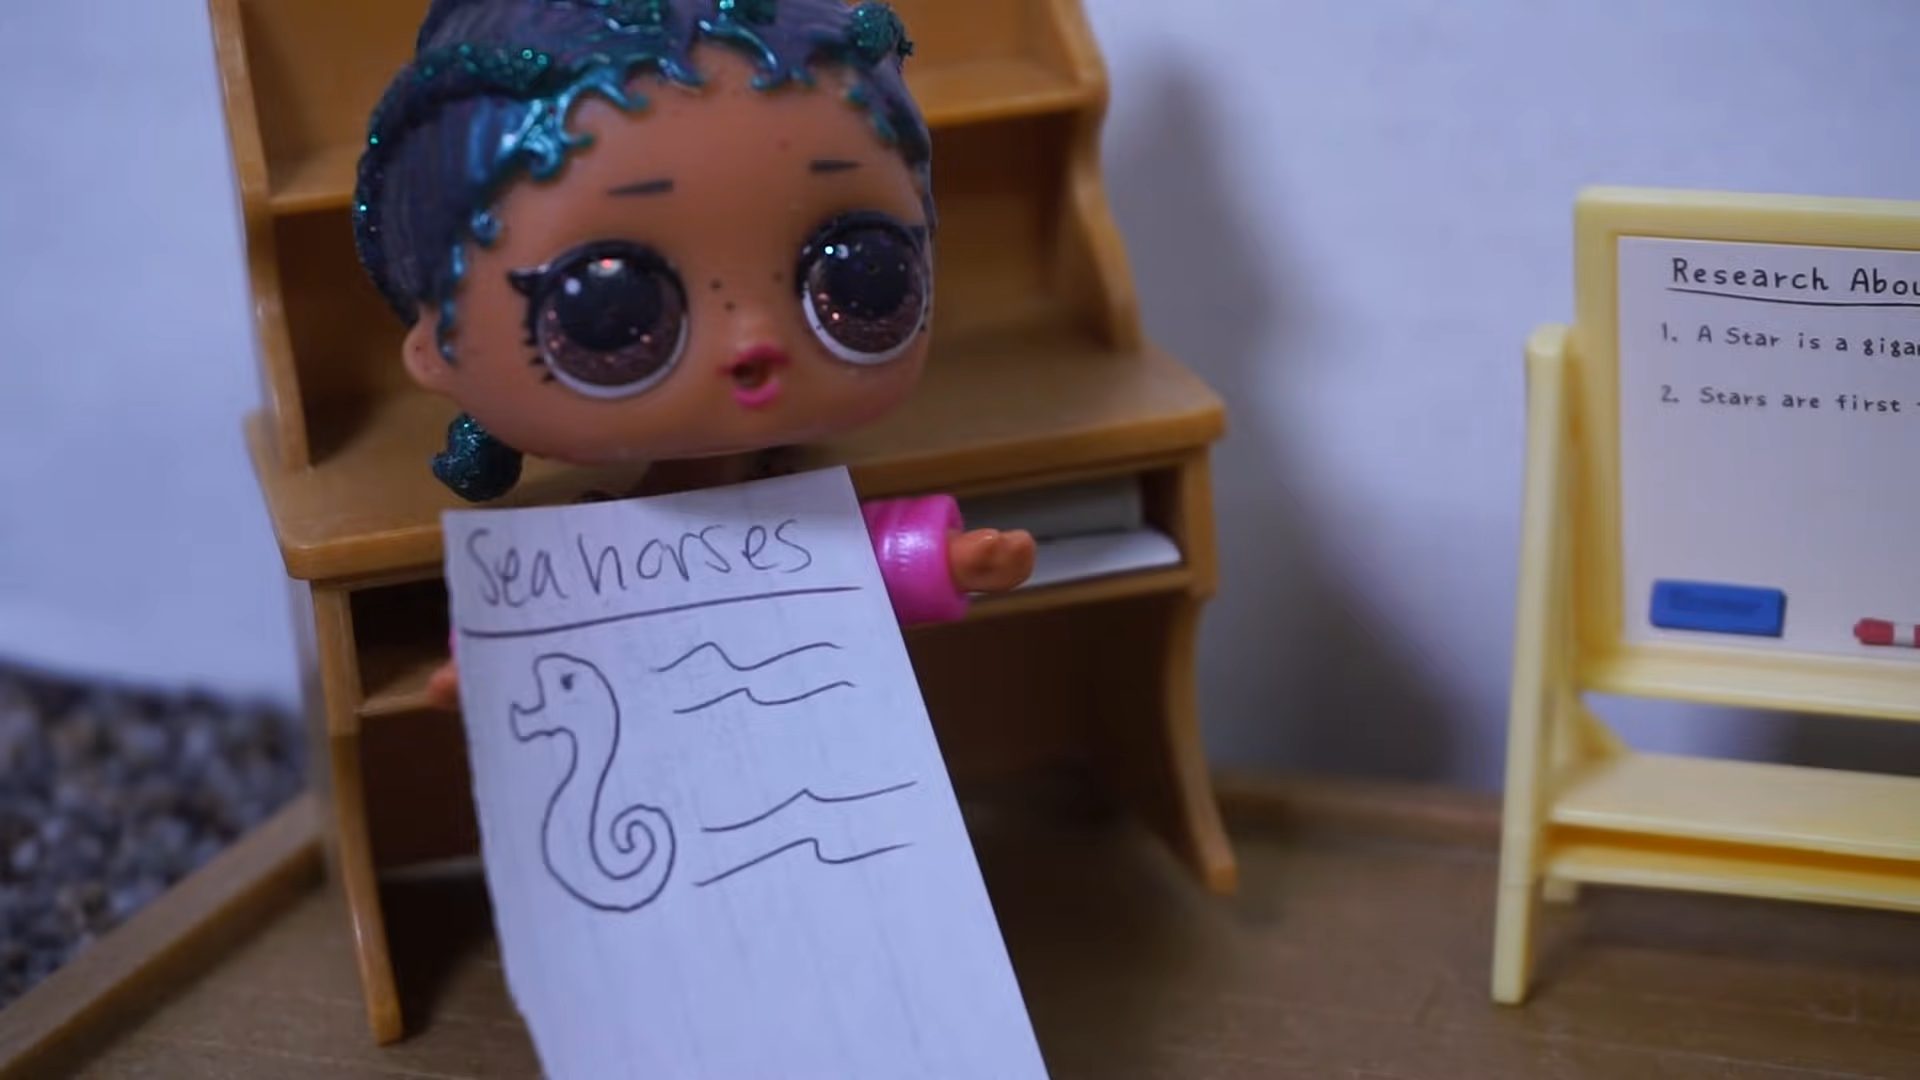 Seahorses
Research Abou
1. A Star is a gigan
2. Stars are first